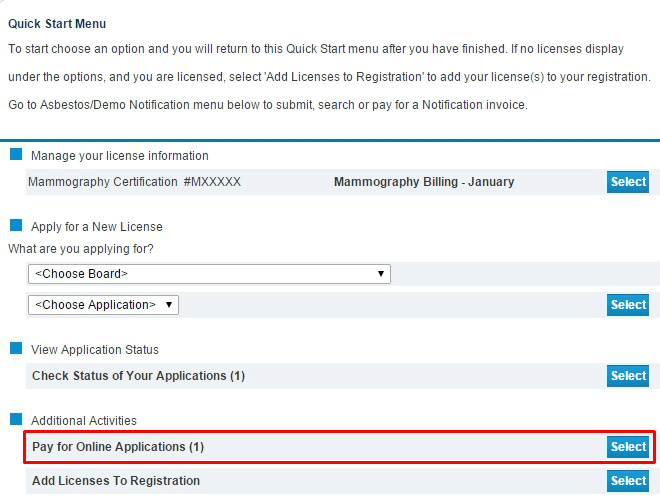 Quick Start Menu
To start choose an option and you will return to this Quick Start menu after you have finished. If no licenses display
under the options, and you are licensed, select 'Add Licenses to Registration' to add your license(s) to your registration.
Go to Asbestos/Demo Notification menu below to submit, search or pay for a Notification invoice.
Manage your license information
Mammography Certification #MXXXXX Mammography Billing - January Select
Apply for a New License
What are you applying for?
<Choose Board>
<Choose Application> Select
View Application Status
Check Status of Your Applications (1) Select
Additional Activities
Pay for Online Applications (1) Select
Add Licenses To Registration Select